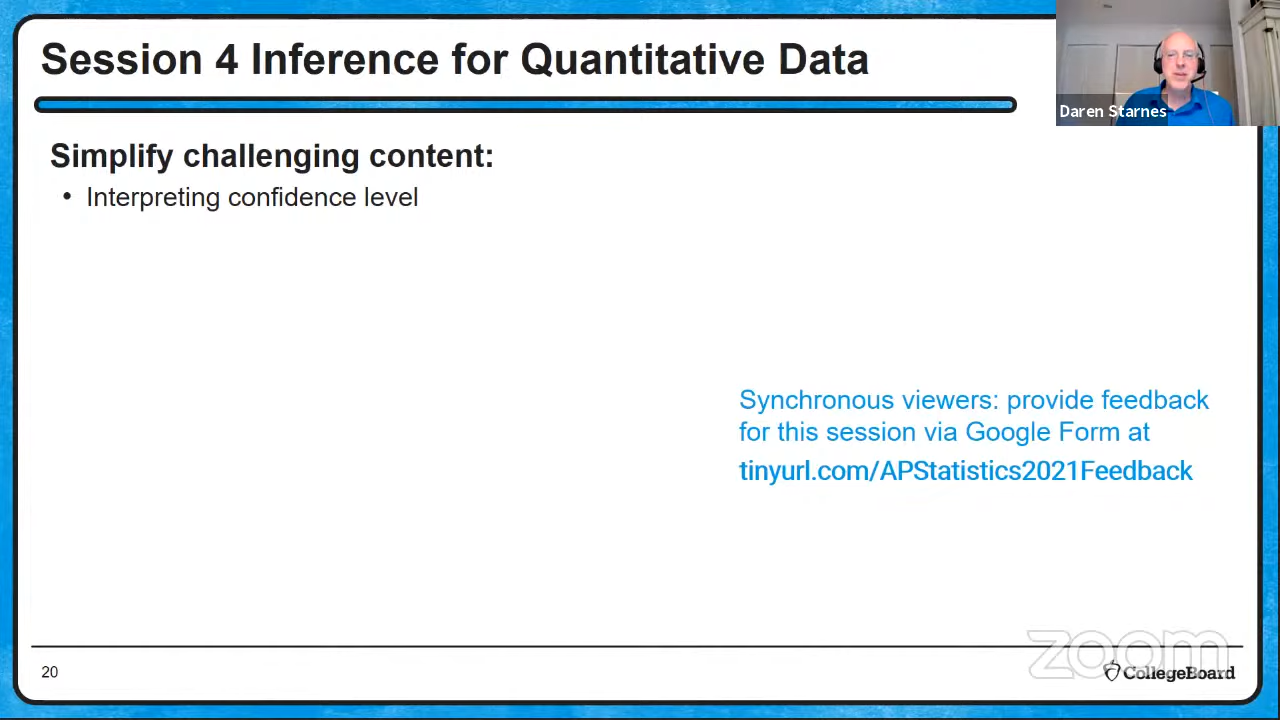 Session 4 Inference for Quantitative Data
Daren Starnes
Simplify challenging content:
• Interpreting confidence level
Synchronous viewers: provide feedback
for this session via Google Form at
tinyurl.com/APStatistics2021Feedback
zoom
20
CollegeBoard